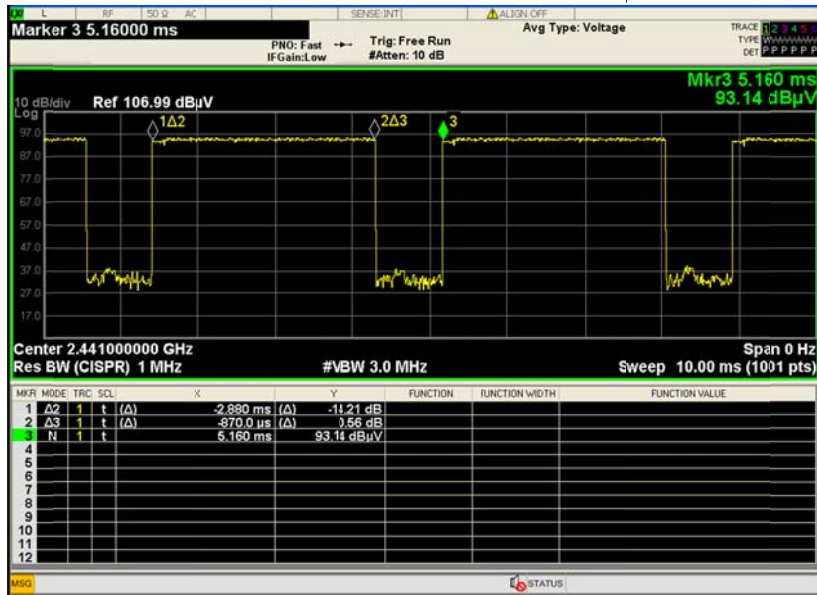 L RF 50 Ω AC SENSE:INT ALIGN OFF
Marker 3 5.16000 ms
PNO: Fast
IFGain:Low
Trig: Free Run
#Atten: 10 dB
Avg Type: Voltage
TRACE 1 2 3 4 5 6
TYPE
DET P P P P P P
Mkr3 5.160 ms
93.14 dBµV
10 dB/div Ref 106.99 dBµV
Log
1Δ2
2Δ3
3
97.0
87.0
77.0
67.0
57.0
47.0
37.0
27.0
17.0
Center 2.441000000 GHz
Span 0 Hz
Res BW (CISPR) 1 MHz
#VBW 3.0 MHz
Sweep 10.00 ms (1001 pts)
MKR MODE TRC SCL X Y FUNCTION FUNCTION WIDTH FUNCTION VALUE
1 Δ2 1 t (Δ) -2.880 ms (Δ) -14.21 dB
2 Δ3 1 t (Δ) -870.0 µs (Δ) 0.56 dB
3 N 1 t 5.160 ms 93.14 dBµV
4
5
6
7
8
9
10
11
12
MSG
STATUS